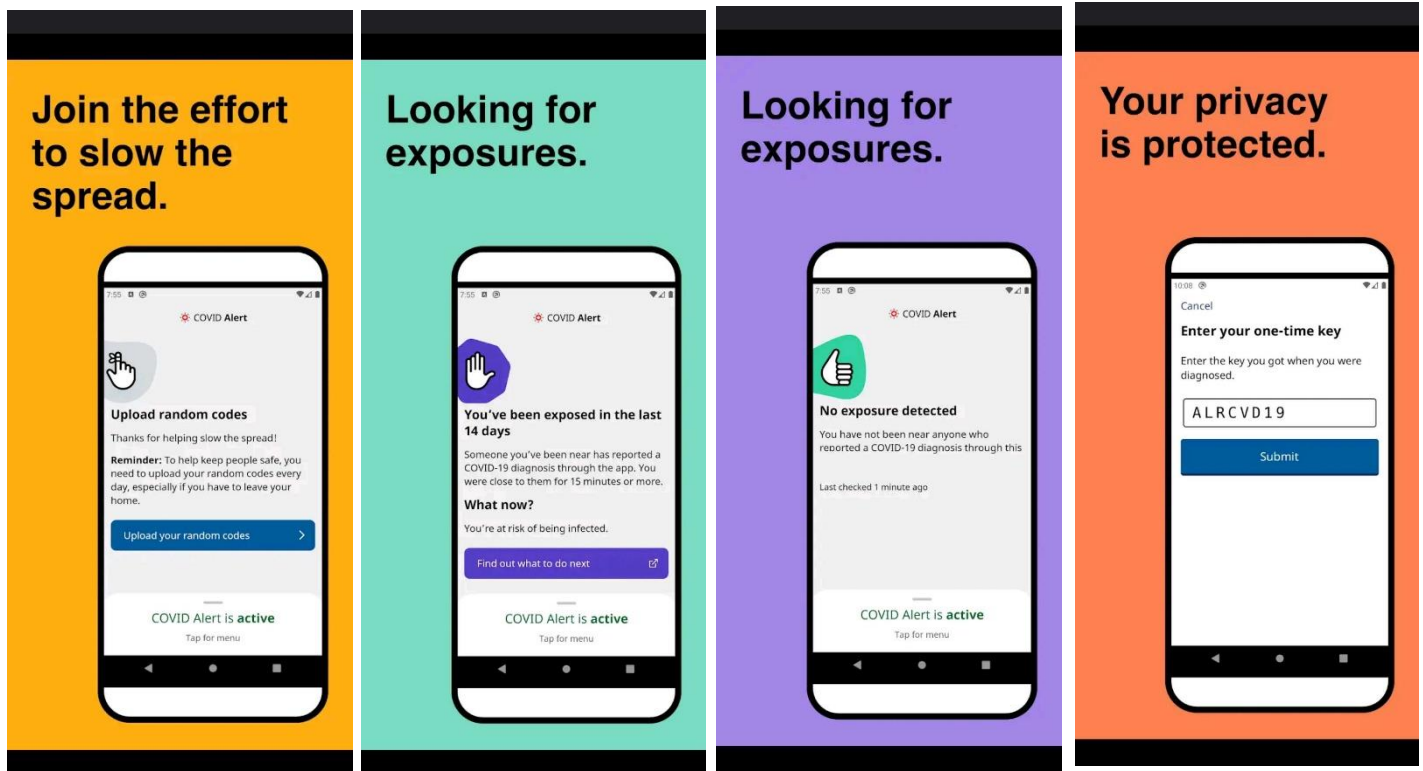 Join the effort
to slow the
spread.
7:55
COVID Alert
Upload random codes
Thanks for helping slow the spread!
Reminder: To help keep people safe, you
need to upload your random codes every
day, especially if you have to leave your
home.
Upload your random codes
COVID Alert is active
Tap for menu
Looking for
exposures.
7:55
COVID Alert
You've been exposed in the last
14 days
Someone you've been near has reported a
COVID-19 diagnosis through the app. You
were close to them for 15 minutes or more.
What now?
You're at risk of being infected.
Find out what to do next
COVID Alert is active
Tap for menu
Looking for
exposures.
7:55
COVID Alert
No exposure detected
You have not been near anyone who
reported a COVID-19 diagnosis through this
Last checked 1 minute ago
COVID Alert is active
Tap for menu
Your privacy
is protected.
10:08
Cancel
Enter your one-time key
Enter the key you got when you were
diagnosed.
ALRCVD19
Submit